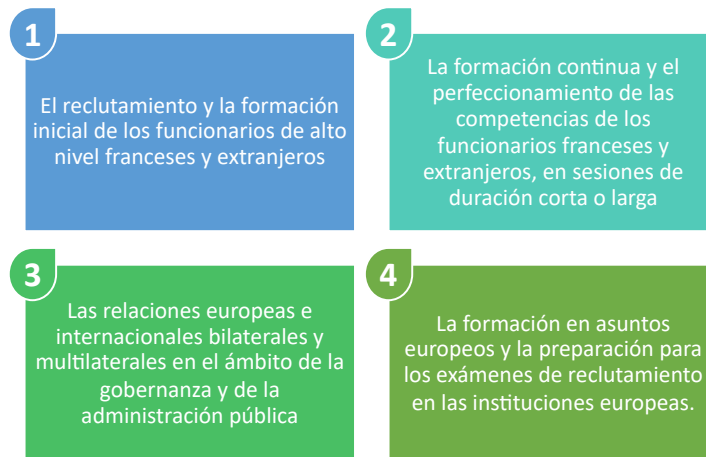 1
El reclutamiento y la formación
inicial de los funcionarios de alto
nivel franceses y extranjeros
2
La formación continua y el
perfeccionamiento de las
competencias de los
funcionarios franceses y
extranjeros, en sesiones de
duración corta o larga
3
Las relaciones europeas e
internacionales bilaterales y
multilaterales en el ámbito de la
gobernanza y de la
administración pública
4
La formación en asuntos
europeos y la preparación para
los exámenes de reclutamiento
en las instituciones europeas.